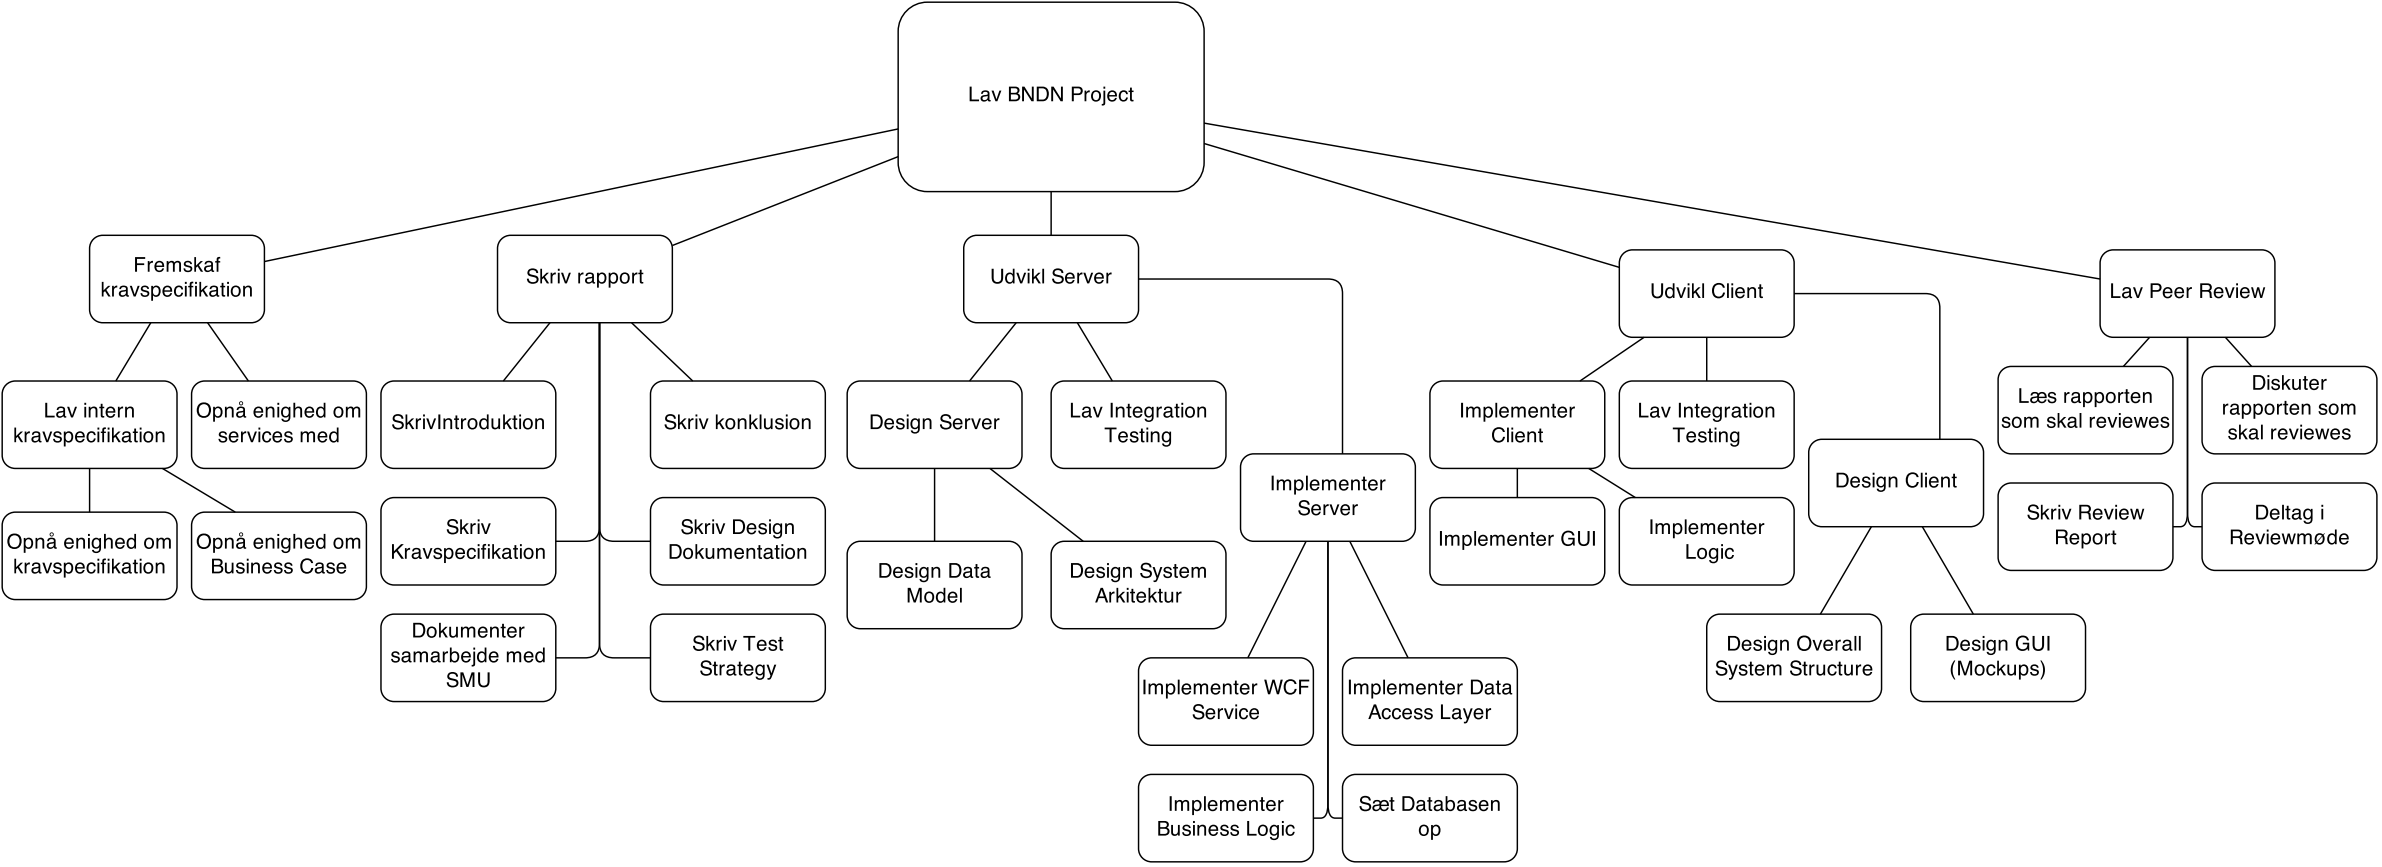 Lav BNDN Project
Fremskaf
kravspecifikation
Skriv rapport
Udvikl Server
Udvikl Client
Lav Peer Review
Lav intern
kravspecifikation
Opnå enighed om
services med
SkrivIntroduktion
Skriv konklusion
Design Server
Lav Integration
Testing
Implementer
Client
Lav Integration
Testing
Læs rapporten
som skal reviewes
Diskuter
rapporten som
skal reviewes
Implementer
Server
Design Client
Opnå enighed om
kravspecifikation
Opnå enighed om
Business Case
Skriv
Kravspecifikation
Skriv Design
Dokumentation
Design Data
Model
Design System
Arkitektur
Implementer GUI
Implementer
Logic
Skriv Review
Report
Deltag i
Reviewmøde
Dokumenter
samarbejde med
SMU
Skriv Test
Strategy
Implementer WCF
Service
Implementer Data
Access Layer
Design Overall
System Structure
Design GUI
(Mockups)
Implementer
Business Logic
Sæt Databasen
op